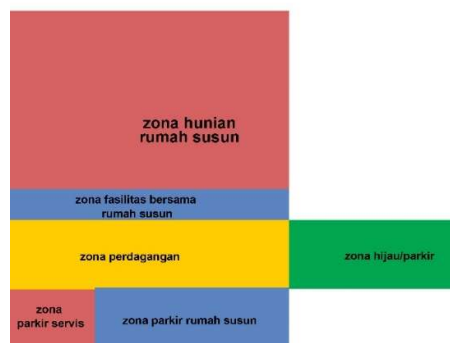 zona hunian
rumah susun
zona fasilitas bersama
rumah susun
zona perdagangan
zona hijau/parkir
zona
parkir servis
zona parkir rumah susun